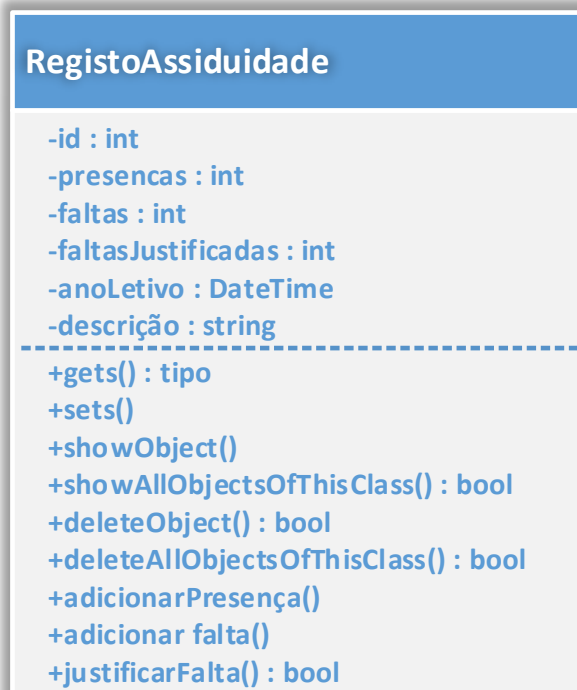 RegistoAssiduidade
-id : int
-presencas : int
-faltas : int
-faltasJustificadas : int
-anoLetivo : DateTime
-descrição : string
+gets() : tipo
+sets()
+showObject()
+showAllObjectsOfThisClass() : bool
+deleteObject() : bool
+deleteAllObjectsOfThisClass() : bool
+adicionarPresença()
+adicionar falta()
+justificarFalta() : bool